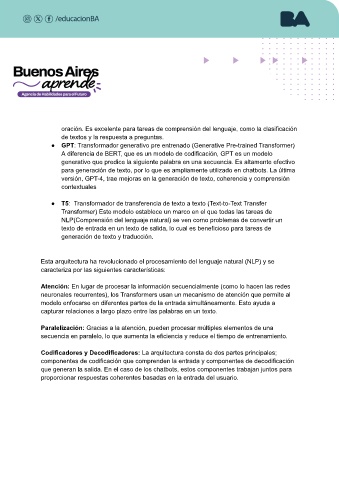 /educacionBA
BA
Buenos Aires
aprende
Agencia de Habilidades para el Futuro
oración. Es excelente para tareas de comprensión del lenguaje, como la clasificación
de textos y la respuesta a preguntas.
● GPT: Transformador generativo pre entrenado (Generative Pre-trained Transformer)
A diferencia de BERT, que es un modelo de codificación, GPT es un modelo
generativo que predice la siguiente palabra en una secuencia. Es altamente efectivo
para generación de texto, por lo que es ampliamente utilizado en chatbots. La última
versión, GPT-4, trae mejoras en la generación de texto, coherencia y comprensión
contextuales
● T5: Transformador de transferencia de texto a texto (Text-to-Text Transfer
Transformer) Este modelo establece un marco en el que todas las tareas de
NLP(Comprensión del lenguaje natural) se ven como problemas de convertir un
texto de entrada en un texto de salida, lo cual es beneficioso para tareas de
generación de texto y traducción.
Esta arquitectura ha revolucionado el procesamiento del lenguaje natural (NLP) y se
caracteriza por las siguientes características:
Atención: En lugar de procesar la información secuencialmente (como lo hacen las redes
neuronales recurrentes), los Transformers usan un mecanismo de atención que permite al
modelo enfocarse en diferentes partes de la entrada simultáneamente. Esto ayuda a
capturar relaciones a largo plazo entre las palabras en un texto.
Paralelización: Gracias a la atención, pueden procesar múltiples elementos de una
secuencia en paralelo, lo que aumenta la eficiencia y reduce el tiempo de entrenamiento.
Codificadores y Decodificadores: La arquitectura consta de dos partes principales:
componentes de codificación que comprenden la entrada y componentes de decodificación
que generan la salida. En el caso de los chatbots, estos componentes trabajan juntos para
proporcionar respuestas coherentes basadas en la entrada del usuario.